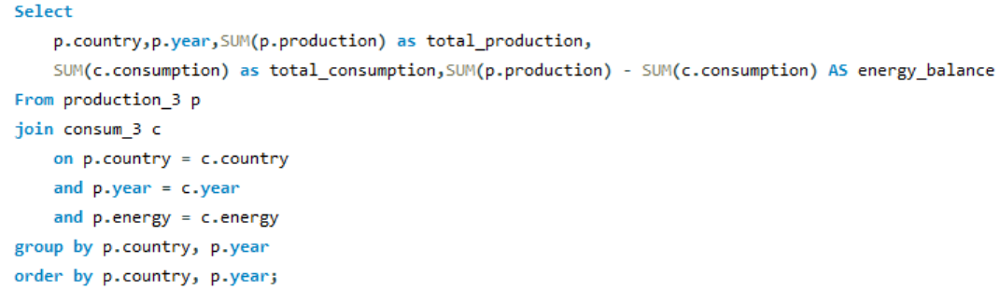 Select
p.country,p.year,SUM(p.production) as total_production,
SUM(c.consumption) as total_consumption,SUM(p.production) - SUM(c.consumption) AS energy_balance
From production_3 p
join consum_3 c
on p.country = c.country
and p.year = c.year
and p.energy = c.energy
group by p.country, p.year
order by p.country, p.year;